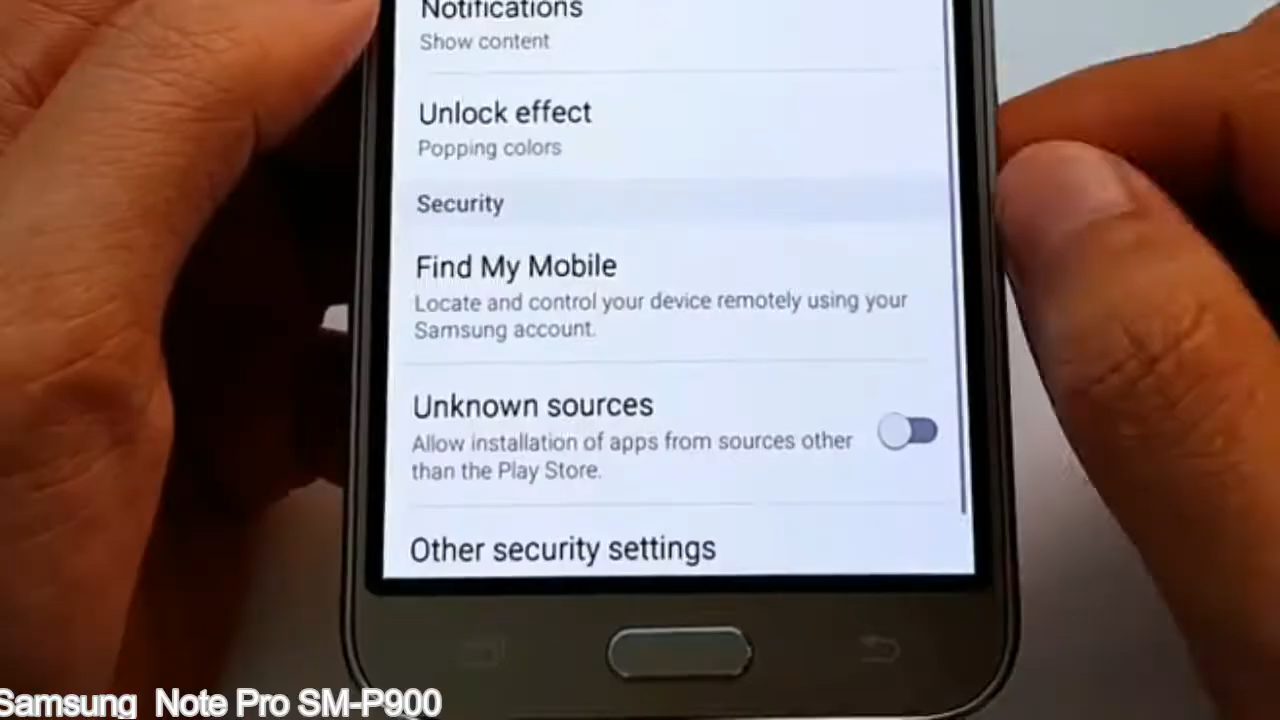 Notifications
Show content
Unlock effect
Popping colors
Security
Find My Mobile
Locate and control your device remotely using your
Samsung account.
Unknown sources
Allow installation of apps from sources other
than the Play Store.
Other security settings
Samsung Note Pro SM-P900